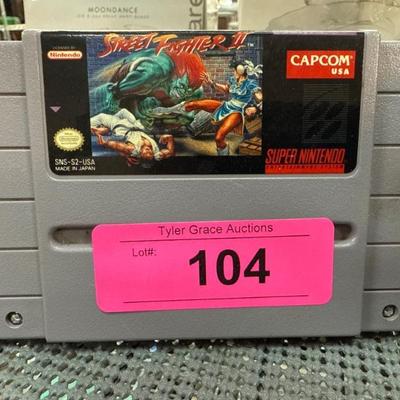 MOONDANCE
LICENSED BY
Nintendo
STREET FIGHTER II
CAPCOM
USA
SNS-S2-USA
MADE IN JAPAN
SUPER NINTENDO
ENTERTAINMENT SYSTEM
Tyler Grace Auctions
Lot#:
104